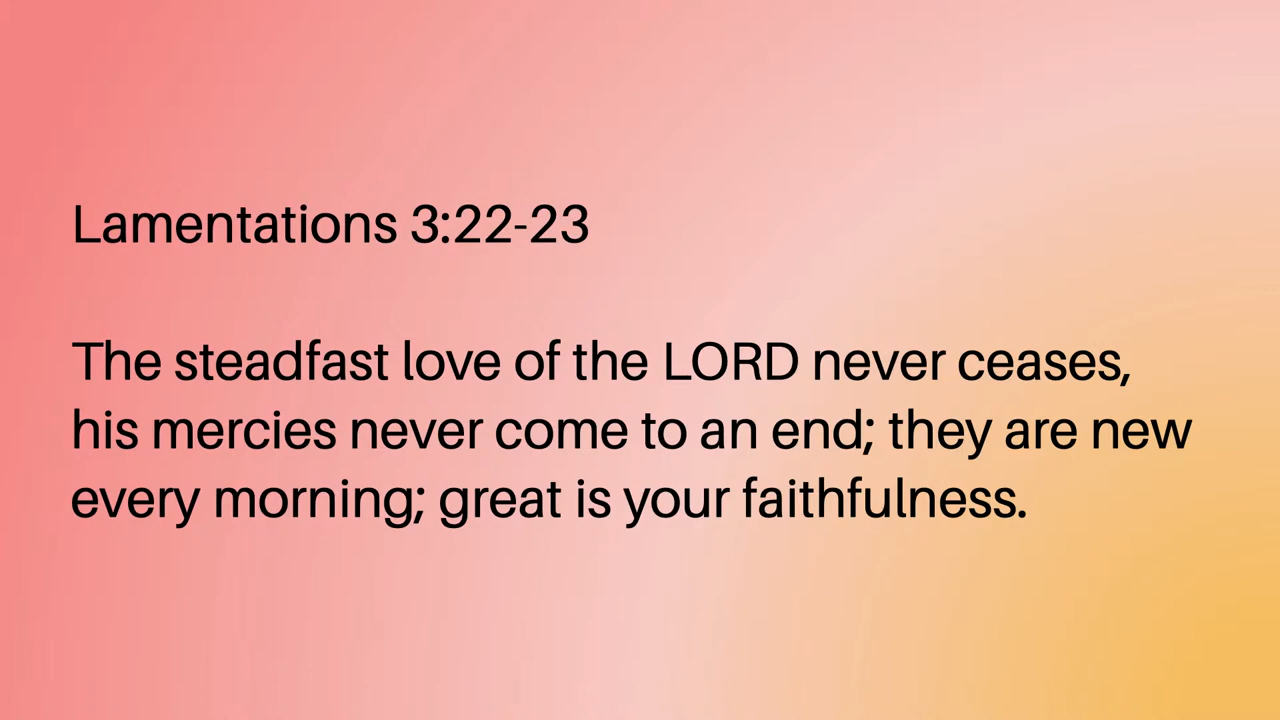 Lamentations 3:22-23
The steadfast love of the LORD never ceases,
his mercies never come to an end; they are new
every morning; great is your faithfulness.